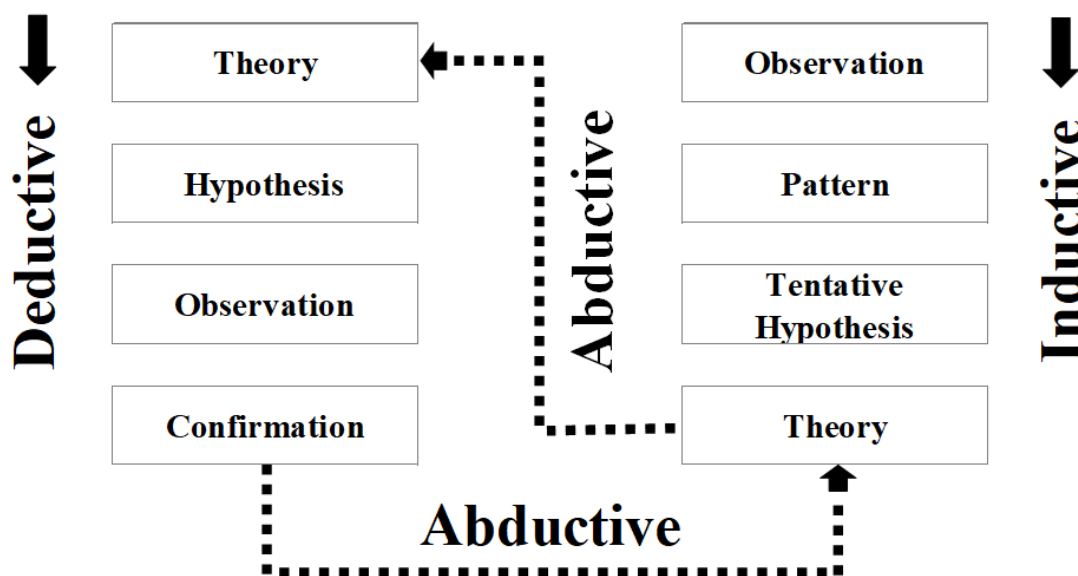 Deductive
Theory
Hypothesis
Observation
Confirmation
Abductive
Observation
Pattern
Tentative
Hypothesis
Theory
Inductive
Abductive